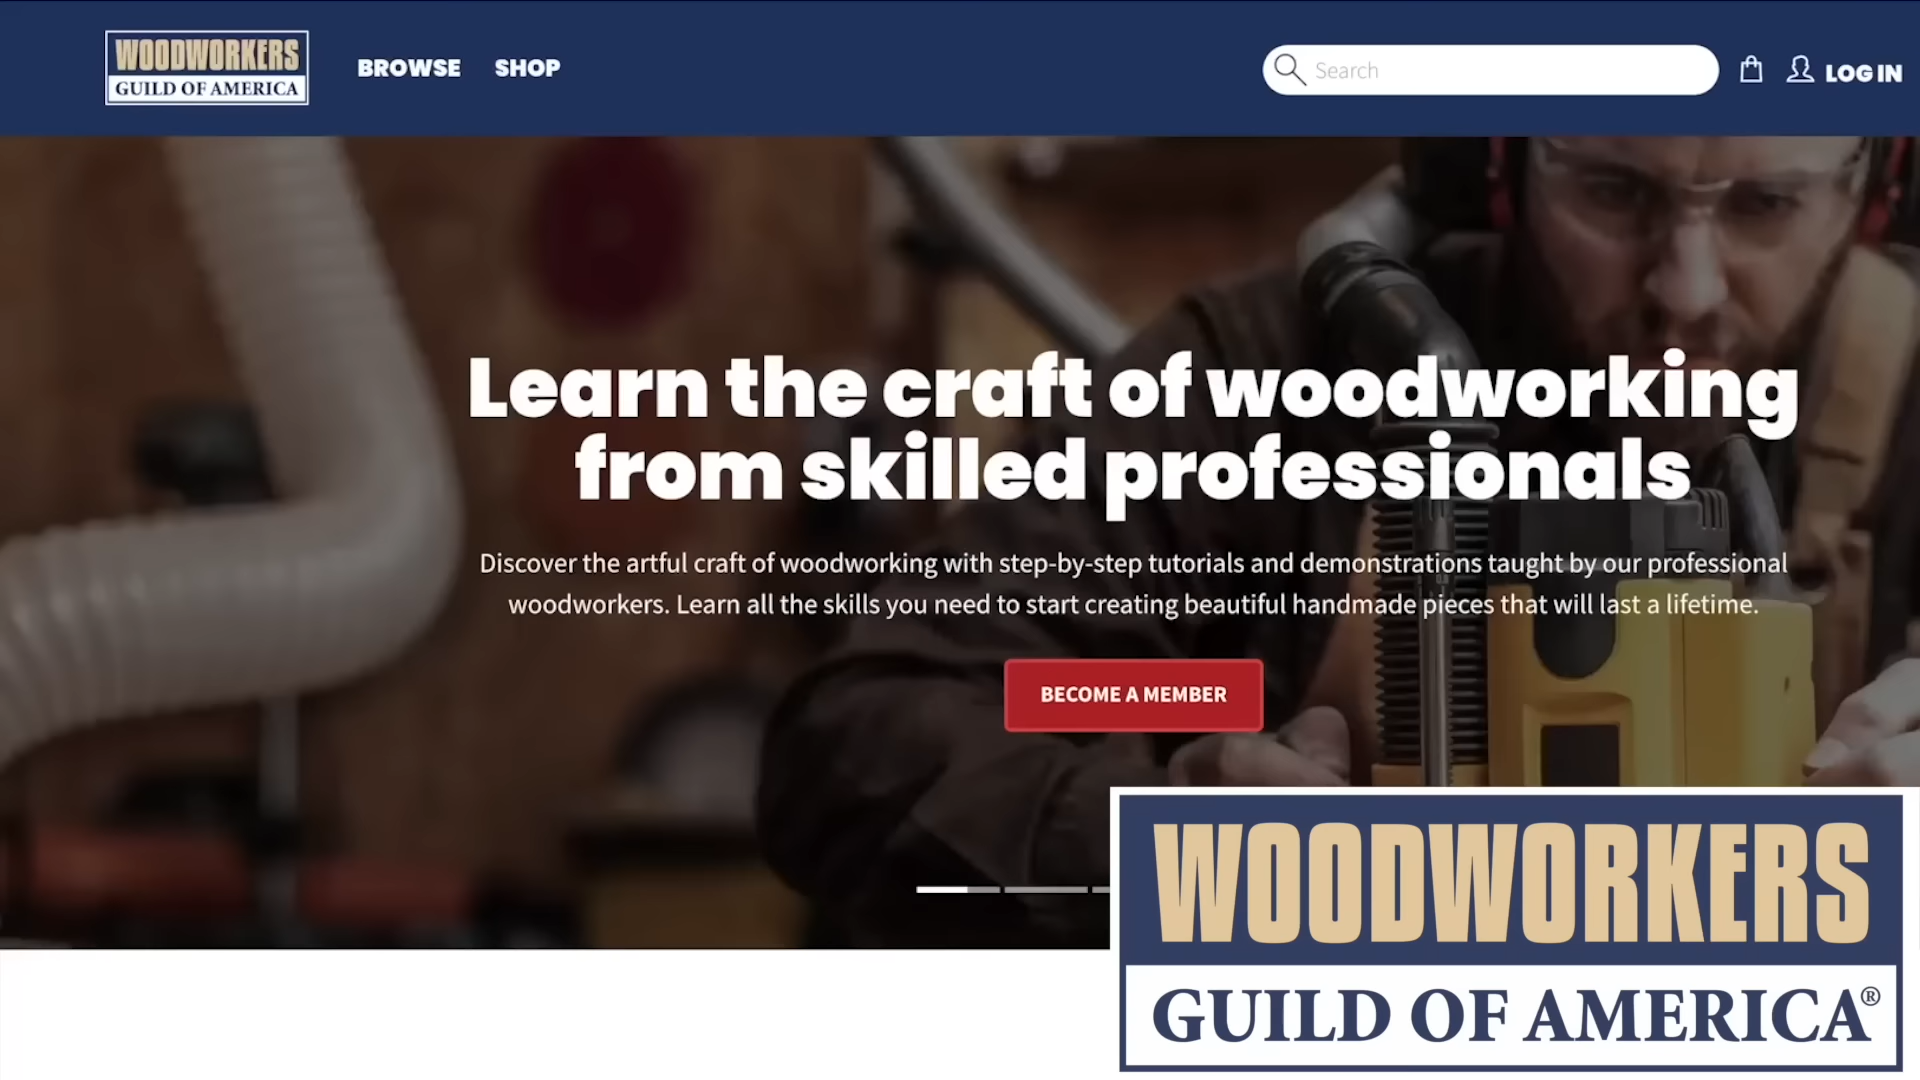 WOODWORKERS
GUILD OF AMERICA
BROWSE
SHOP
Search
LOG IN
Learn the craft of woodworking
from skilled professionals
Discover the artful craft of woodworking with step-by-step tutorials and demonstrations taught by our professional
woodworkers. Learn all the skills you need to start creating beautiful handmade pieces that will last a lifetime.
BECOME A MEMBER
WOODWORKERS
GUILD OF AMERICA®